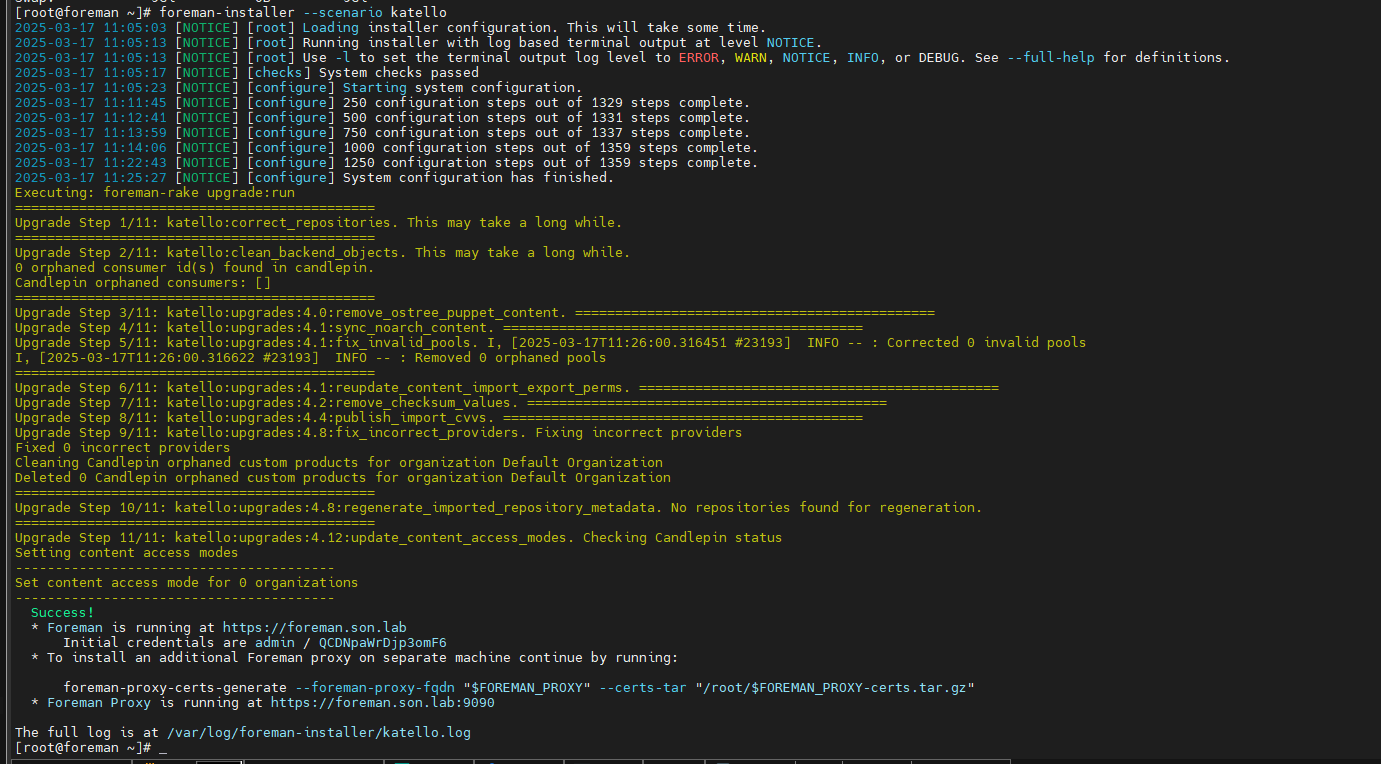 [root@foreman ~]# foreman-installer --scenario katello
2025-03-17 11:05:03 [NOTICE] [root] Loading installer configuration. This will take some time.
2025-03-17 11:05:13 [NOTICE] [root] Running installer with log based terminal output at level NOTICE.
2025-03-17 11:05:13 [NOTICE] [root] Use -l to set the terminal output log level to ERROR, WARN, NOTICE, INFO, or DEBUG. See --full-help for definitions.
2025-03-17 11:05:17 [NOTICE] [checks] System checks passed
2025-03-17 11:05:23 [NOTICE] [configure] Starting system configuration.
2025-03-17 11:11:45 [NOTICE] [configure] 250 configuration steps out of 1329 steps complete.
2025-03-17 11:12:41 [NOTICE] [configure] 500 configuration steps out of 1331 steps complete.
2025-03-17 11:13:59 [NOTICE] [configure] 750 configuration steps out of 1337 steps complete.
2025-03-17 11:14:06 [NOTICE] [configure] 1000 configuration steps out of 1359 steps complete.
2025-03-17 11:22:43 [NOTICE] [configure] 1250 configuration steps out of 1359 steps complete.
2025-03-17 11:25:27 [NOTICE] [configure] System configuration has finished.
Executing: foreman-rake upgrade:run
=============================================
Upgrade Step 1/11: katello:correct_repositories. This may take a long while.
=============================================
Upgrade Step 2/11: katello:clean_backend_objects. This may take a long while.
0 orphaned consumer id(s) found in candlepin.
Candlepin orphaned consumers: []
=============================================
Upgrade Step 3/11: katello:upgrades:4.0:remove_ostree_puppet_content. =============================================
Upgrade Step 4/11: katello:upgrades:4.1:sync_noarch_content. =============================================
Upgrade Step 5/11: katello:upgrades:4.1:fix_invalid_pools. I, [2025-03-17T11:26:00.316451 #23193]  INFO -- : Corrected 0 invalid pools
I, [2025-03-17T11:26:00.316622 #23193]  INFO -- : Removed 0 orphaned pools
=============================================
Upgrade Step 6/11: katello:upgrades:4.1:reupdate_content_import_export_perms. =============================================
Upgrade Step 7/11: katello:upgrades:4.2:remove_checksum_values. =============================================
Upgrade Step 8/11: katello:upgrades:4.4:publish_import_cvvs. =============================================
Upgrade Step 9/11: katello:upgrades:4.8:fix_incorrect_providers. Fixing incorrect providers
Fixed 0 incorrect providers
Cleaning Candlepin orphaned custom products for organization Default Organization
Deleted 0 Candlepin orphaned custom products for organization Default Organization
=============================================
Upgrade Step 10/11: katello:upgrades:4.8:regenerate_imported_repository_metadata. No repositories found for regeneration.
=============================================
Upgrade Step 11/11: katello:upgrades:4.12:update_content_access_modes. Checking Candlepin status
Setting content access modes
----------------------------------------
Set content access mode for 0 organizations
----------------------------------------
  Success!
  * Foreman is running at https://foreman.son.lab
      Initial credentials are admin / QCDNpaWrDjp3omF6
  * To install an additional Foreman proxy on separate machine continue by running:

      foreman-proxy-certs-generate --foreman-proxy-fqdn "$FOREMAN_PROXY" --certs-tar "/root/$FOREMAN_PROXY-certs.tar.gz"
  * Foreman Proxy is running at https://foreman.son.lab:9090

The full log is at /var/log/foreman-installer/katello.log
[root@foreman ~]# _